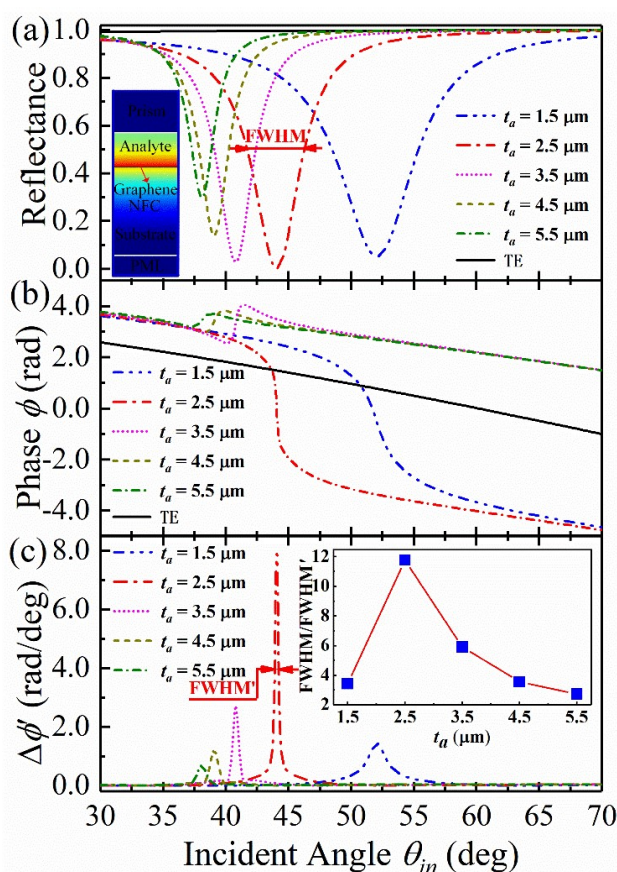 (a)
1.0
0.8
0.6
0.4
0.2
0.0
Reflectance
Prism
Analyte
Graphene
NFC
Substrate
PML
FWHM
t_a = 1.5 μm
t_a = 2.5 μm
t_a = 3.5 μm
t_a = 4.5 μm
t_a = 5.5 μm
TE
(b)
4.0
2.0
0.0
-2.0
-4.0
Phase ϕ (rad)
t_a = 1.5 μm
t_a = 2.5 μm
t_a = 3.5 μm
t_a = 4.5 μm
t_a = 5.5 μm
TE
(c)
8.0
6.0
4.0
2.0
0.0
Δϕ' (rad/deg)
t_a = 1.5 μm
t_a = 2.5 μm
t_a = 3.5 μm
t_a = 4.5 μm
t_a = 5.5 μm
FWHM'
FWHM/FWHM'
12
10
8
6
4
2
1.5 2.5 3.5 4.5 5.5
t_a (μm)
30 35 40 45 50 55 60 65 70
Incident Angle θ_in (deg)